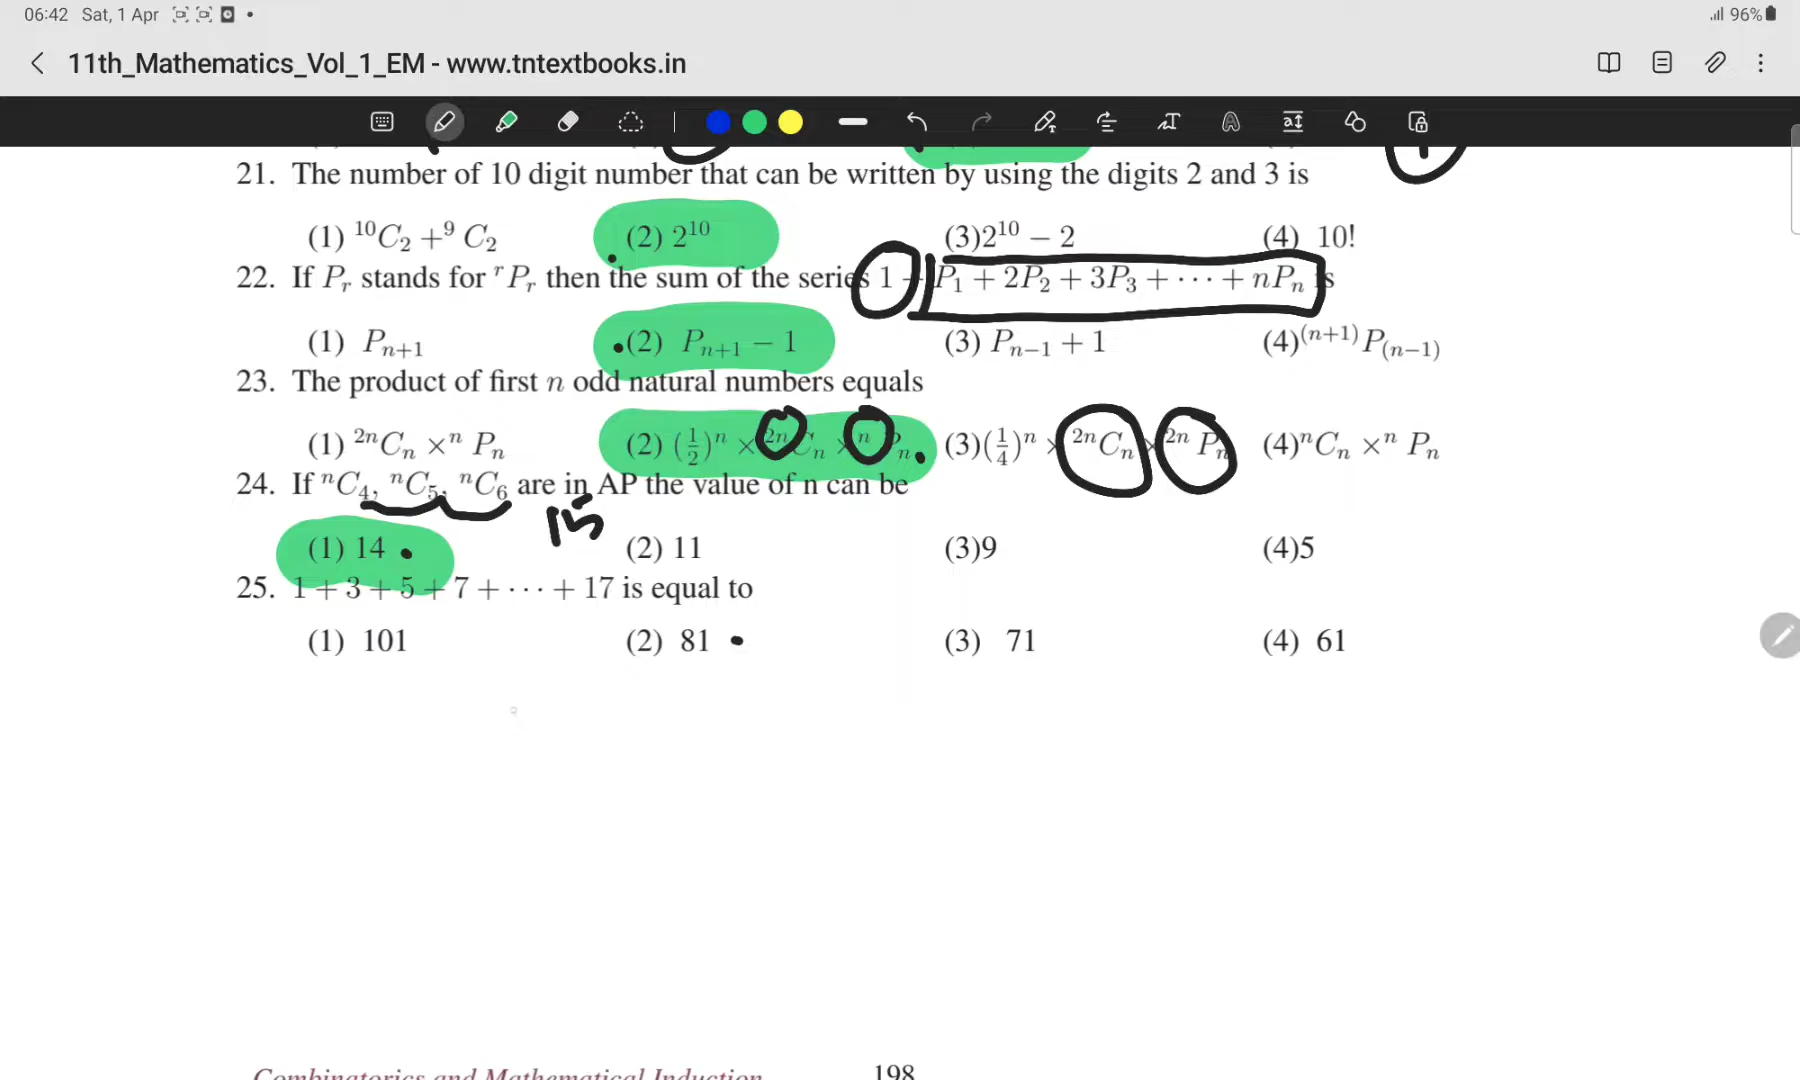 06:42 Sat, 1 Apr 96%
11th_Mathematics_Vol_1_EM - www.tntextbooks.in
21. The number of 10 digit number that can be written by using the digits 2 and 3 is
(1) ¹⁰C₂ +⁹ C₂ (2) 2¹⁰ (3)2¹⁰ − 2 (4) 10!
22. If Pᵣ stands for ʳPᵣ then the sum of the series 1 + P₁ + 2P₂ + 3P₃ + ··· + nPₙ is
(1) Pₙ₊₁ (2) Pₙ₊₁ − 1 (3) Pₙ₋₁ + 1 (4)⁽ⁿ⁺¹⁾P₍ₙ₋₁₎
23. The product of first n odd natural numbers equals
(1) ²ⁿCₙ ×ⁿ Pₙ (2) (1/2)ⁿ × ²ⁿCₙ ×ⁿ Pₙ (3)(1/4)ⁿ × ²ⁿCₙ × ²ⁿ Pₙ (4)ⁿCₙ ×ⁿ Pₙ
24. If ⁿC₄, ⁿC₅, ⁿC₆ are in AP the value of n can be
15
(1) 14 (2) 11 (3)9 (4)5
25. 1 + 3 + 5 + 7 + ··· + 17 is equal to
(1) 101 (2) 81 (3) 71 (4) 61
Combinatorics and Mathematical Induction 198